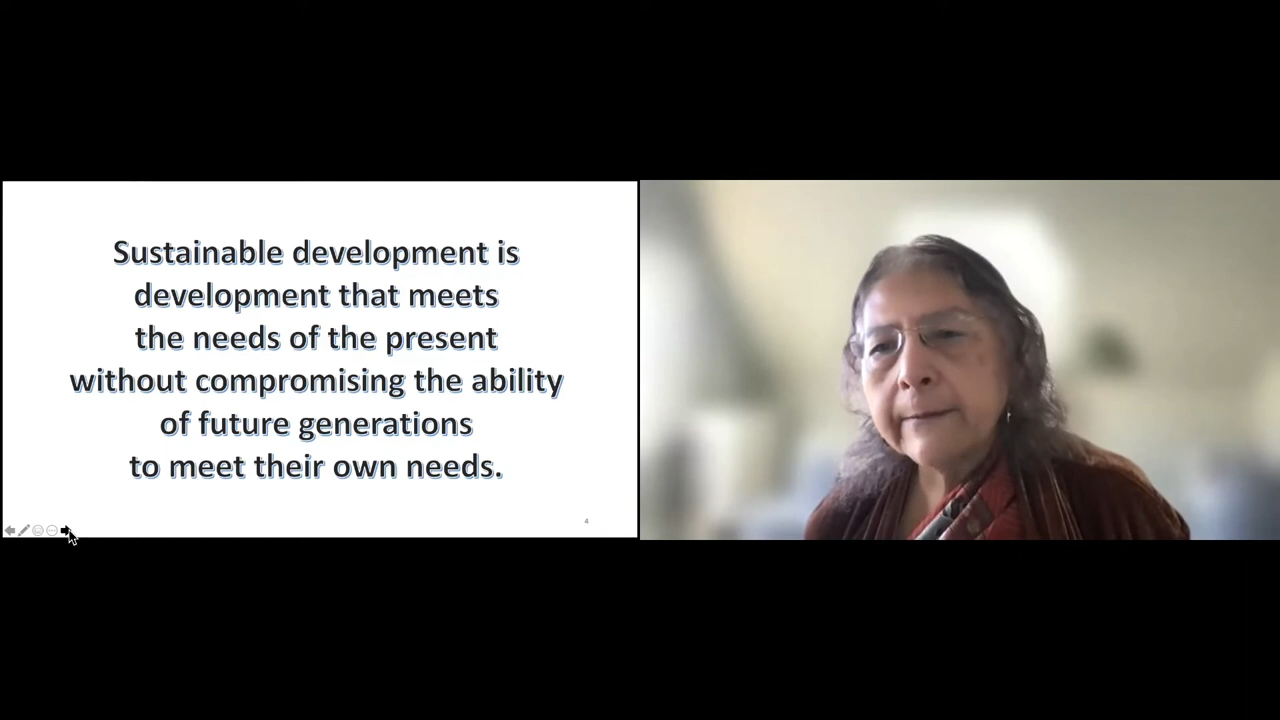 Sustainable development is
development that meets
the needs of the present
without compromising the ability
of future generations
to meet their own needs.
4